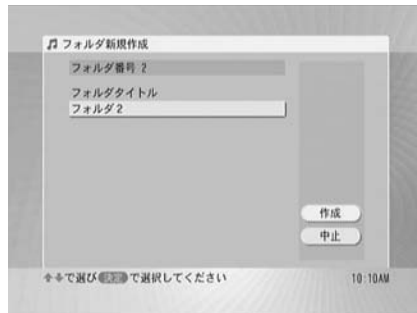 フォルダ新規作成
フォルダ番号 2
フォルダタイトル
フォルダ2
作成
中止
で選び 決定 で選択してください 10:10AM